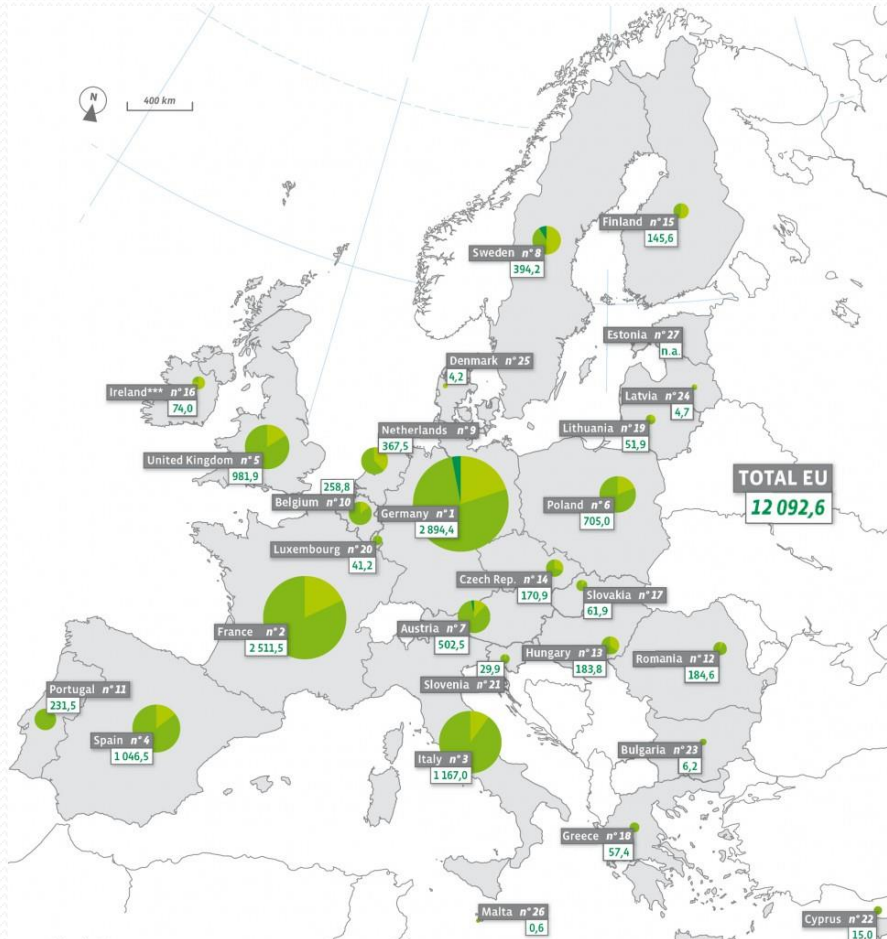 N
400 km
Finland n°15
145,6
Sweden n°8
394,2
Estonia n°27
n.a.
Denmark n°25
4,2
Latvia n°24
4,7
Ireland*** n°16
74,0
Lithuania n°19
51,9
Netherlands n°9
367,5
United Kingdom n°5
981,9
258,8
Belgium n°10
Germany n°1
2 894,4
Poland n°6
705,0
TOTAL EU
12 092,6
Luxembourg n°20
41,2
Czech Rep. n°14
170,9
Slovakia n°17
61,9
France n°2
2 511,5
Austria n°7
502,5
Hungary n°13
183,8
Romania n°12
184,6
29,9
Slovenia n°21
Portugal n°11
231,5
Spain n°4
1 046,5
Italy n°3
1 167,0
Bulgaria n°23
6,2
Greece n°18
57,4
Malta n°26
0,6
Cyprus n°22
15,0